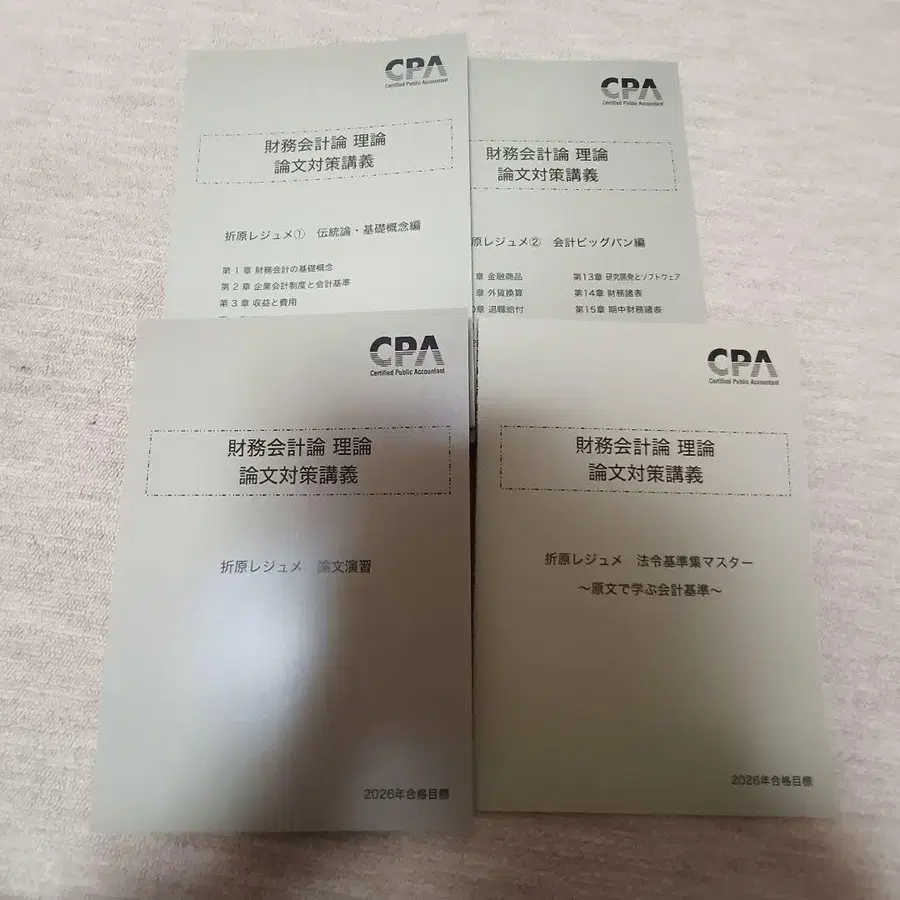 CPA
Certified Public Accountant
財務会計論 理論
論文対策講義
折原レジュメ① 伝統論・基礎概念編
第1章 財務会計の基礎概念
第2章 企業会計制度と会計基準
第3章 収益と費用
CPA
Certified Public Accountant
財務会計論 理論
論文対策講義
原レジュメ② 会計ビッグバン編
章 金融商品
第13章 研究開発とソフトウェア
章 外貨換算
第14章 財務諸表
章 退職給付
第15章 期中財務諸表
CPA
Certified Public Accountant
財務会計論 理論
論文対策講義
折原レジュメ 論文演習
2026年合格目標
CPA
Certified Public Accountant
財務会計論 理論
論文対策講義
折原レジュメ 法令基準集マスター
～原文で学ぶ会計基準～
2026年合格目標